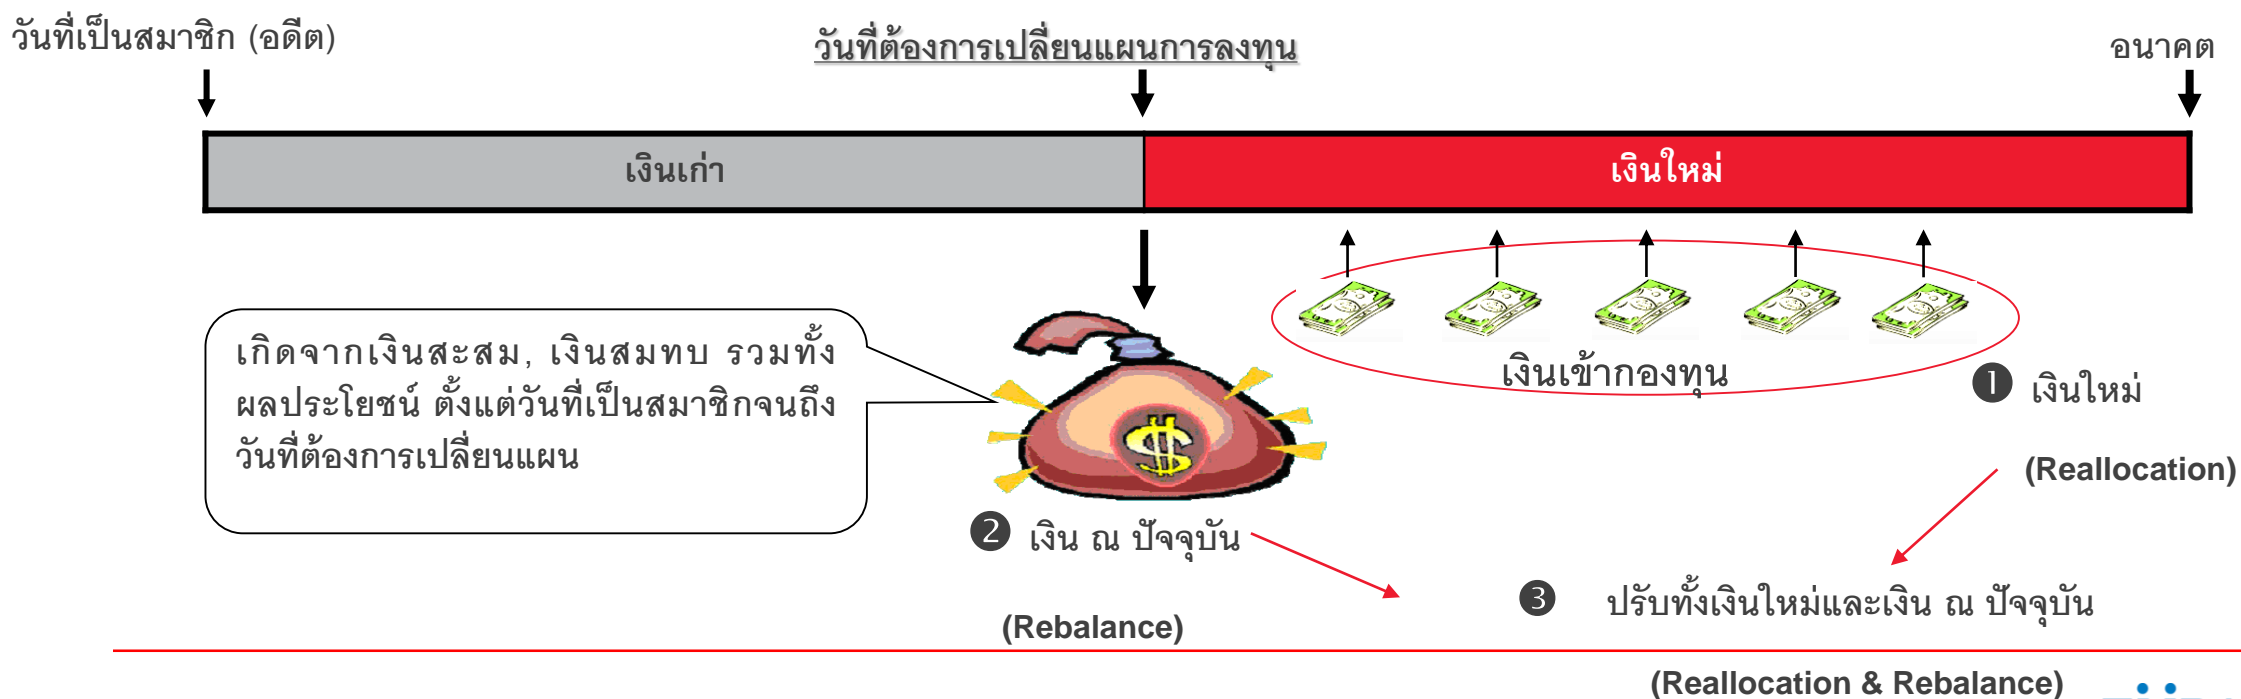 วันที่เป็นสมาชิก (อดีต)
วันที่ต้องการเปลี่ยนแผนการลงทุน
อนาคต
เงินเก่า
เงินใหม่
เกิดจากเงินสะสม, เงินสมทบ รวมทั้ง
ผลประโยชน์ ตั้งแต่วันที่เป็นสมาชิกจนถึง
วันที่ต้องการเปลี่ยนแผน
เงินเข้ากองทุน
❶ เงินใหม่
(Reallocation)
❷ เงิน ณ ปัจจุบัน
(Rebalance)
❸ ปรับทั้งเงินใหม่และเงิน ณ ปัจจุบัน
(Reallocation & Rebalance)